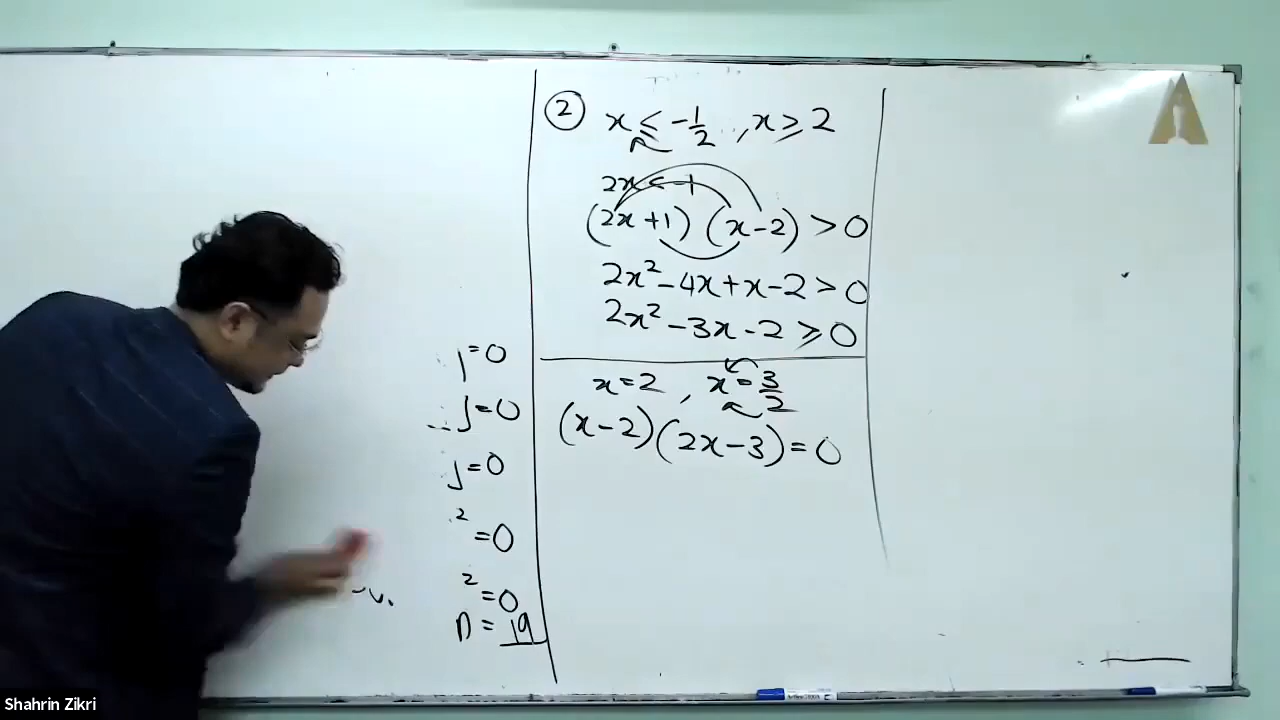 ② x ≤ -1/2 , x ≥ 2
2x < -1
(2x + 1) (x - 2) > 0
2x² - 4x + x - 2 > 0
2x² - 3x - 2 ≥ 0
x = 2 , x = 3/2
(x - 2)(2x - 3) = 0
= 0
= 0
= 0
² = 0
² = 0
n = 19
Shahrin Zikri